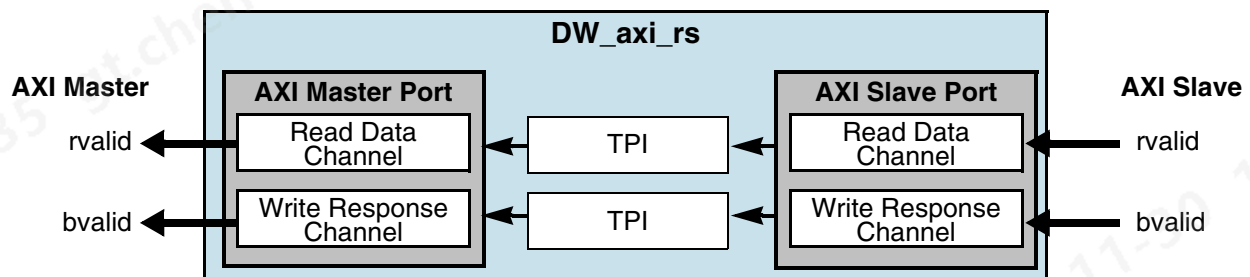 DW_axi_rs
AXI Master
AXI Master Port
AXI Slave Port
AXI Slave
rvalid
Read Data
Channel
TPI
Read Data
Channel
rvalid
bvalid
Write Response
Channel
TPI
Write Response
Channel
bvalid